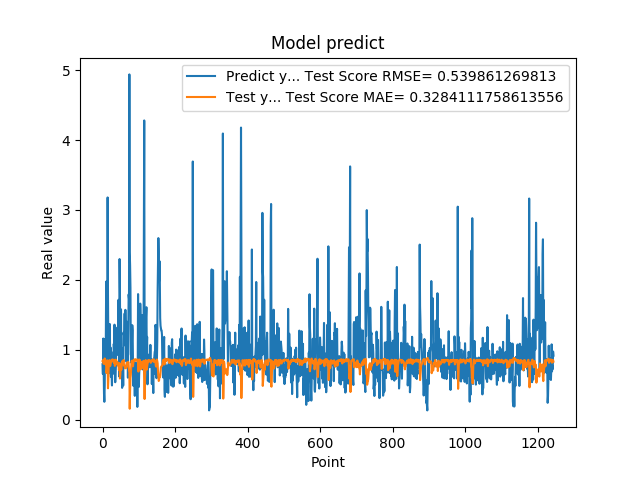 Model predict
Predict y... Test Score RMSE= 0.539861269813
Test y... Test Score MAE= 0.3284111758613556
Real value
5
4
3
2
1
0
0 200 400 600 800 1000 1200
Point